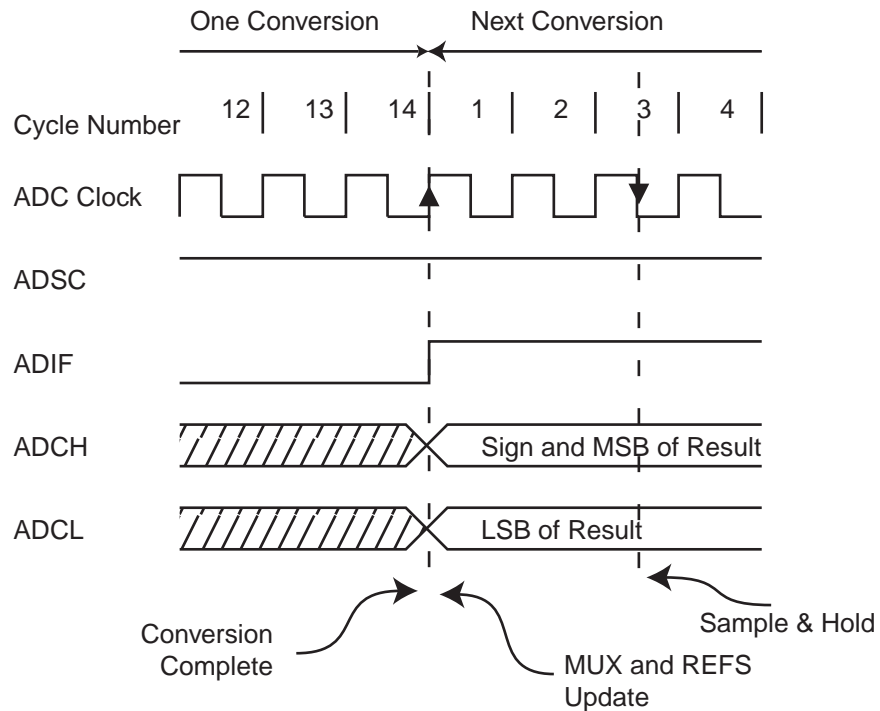 One Conversion Next Conversion
Cycle Number 12 13 14 1 2 3 4
ADC Clock
ADSC
ADIF
ADCH Sign and MSB of Result
ADCL LSB of Result
Sample & Hold
Conversion
Complete
MUX and REFS
Update